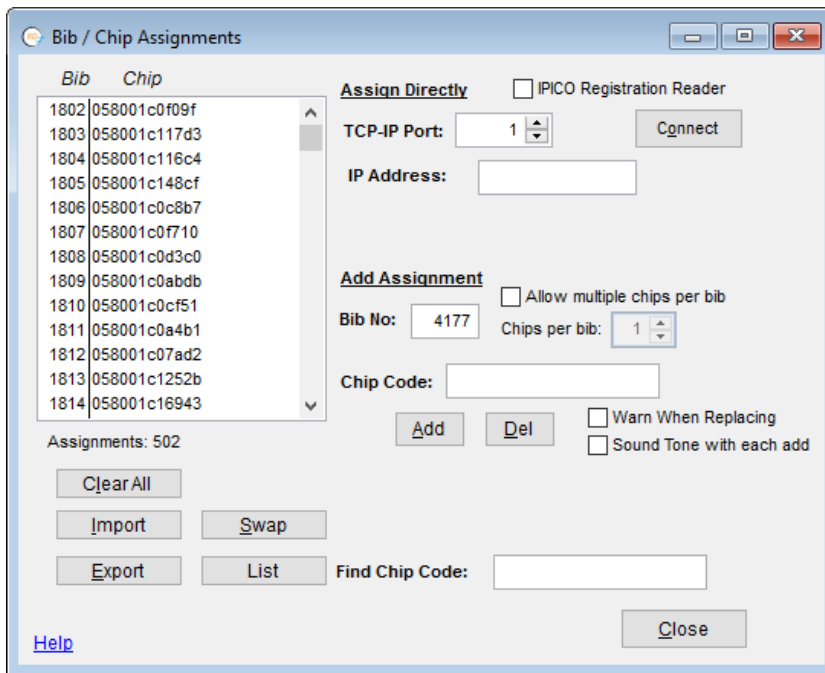 Bib / Chip Assignments
Bib Chip
1802 058001c0f09f
1803 058001c117d3
1804 058001c116c4
1805 058001c148cf
1806 058001c0c8b7
1807 058001c0f710
1808 058001c0d3c0
1809 058001c0abdb
1810 058001c0cf51
1811 058001c0a4b1
1812 058001c07ad2
1813 058001c1252b
1814 058001c16943
Assignments: 502
Clear All
Import Swap
Export List
Help
Assign Directly IPICO Registration Reader
TCP-IP Port: 1 Connect
IP Address:
Add Assignment
Allow multiple chips per bib
Bib No: 4177 Chips per bib: 1
Chip Code:
Add Del Warn When Replacing
Sound Tone with each add
Find Chip Code:
Close